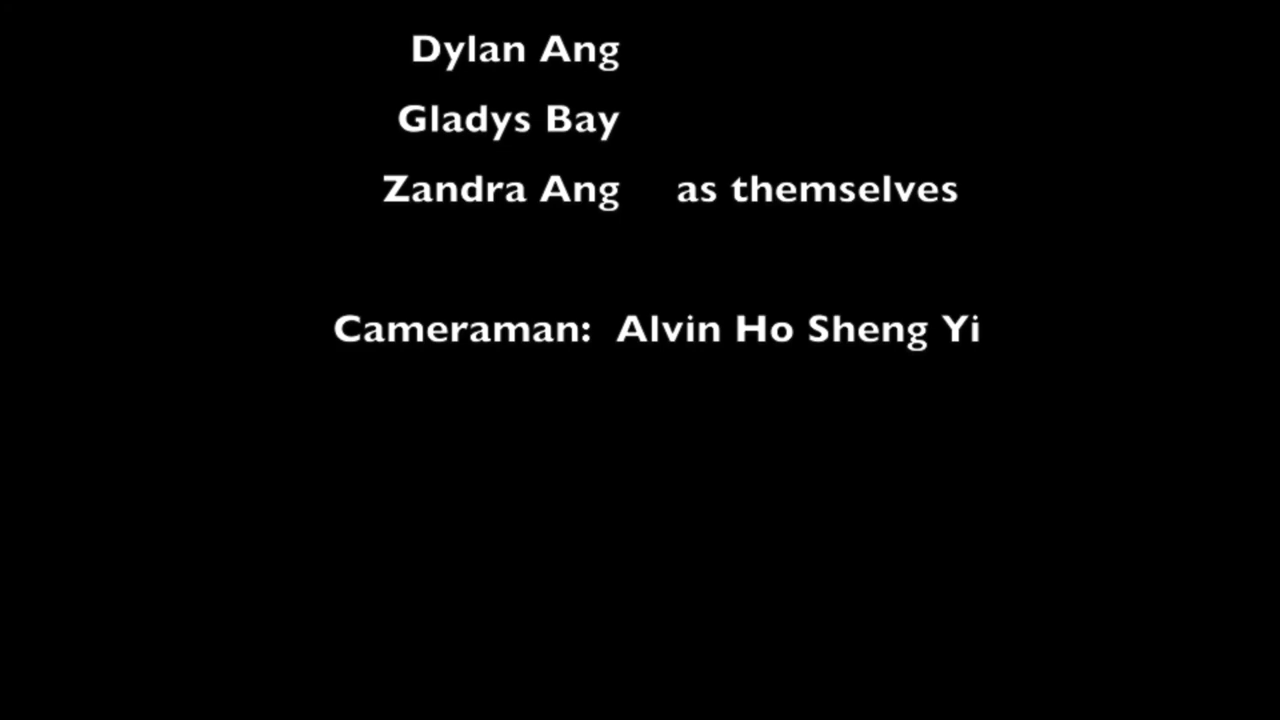 Dylan Ang
Gladys Bay
Zandra Ang as themselves
Cameraman: Alvin Ho Sheng Yi